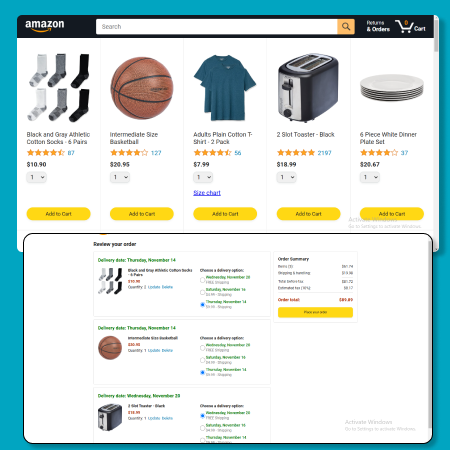 amazon
Search
Returns
& Orders
0
Cart
Black and Gray Athletic
Cotton Socks - 6 Pairs
87
$10.90
1
Add to Cart
Intermediate Size
Basketball
127
$20.95
1
Add to Cart
Adults Plain Cotton T-
Shirt - 2 Pack
56
$7.99
1
Size chart
Add to Cart
2 Slot Toaster - Black
2197
$18.99
1
Add to Cart
6 Piece White Dinner
Plate Set
37
$20.67
1
Add to Cart
Activate Windows
Go to Settings to activate Windows.
Review your order
Delivery date: Thursday, November 14
Black and Gray Athletic Cotton Socks
- 6 Pairs
$10.90
Quantity: 2 Update Delete
Choose a delivery option:
Wednesday, November 20
FREE Shipping
Saturday, November 16
$4.99 - Shipping
Thursday, November 14
$9.99 - Shipping
Delivery date: Thursday, November 14
Intermediate Size Basketball
$20.95
Quantity: 1 Update Delete
Choose a delivery option:
Wednesday, November 20
FREE Shipping
Saturday, November 16
$4.99 - Shipping
Thursday, November 14
$9.99 - Shipping
Delivery date: Wednesday, November 20
2 Slot Toaster - Black
$18.99
Quantity: 1 Update Delete
Choose a delivery option:
Wednesday, November 20
FREE Shipping
Saturday, November 16
$4.99 - Shipping
Thursday, November 14
Order Summary
Shipping & handling
Total before tax
Estimated tax (10%)
Order total:
$89.89
Place your order
Activate Windows
Go to Settings to activate Windows.